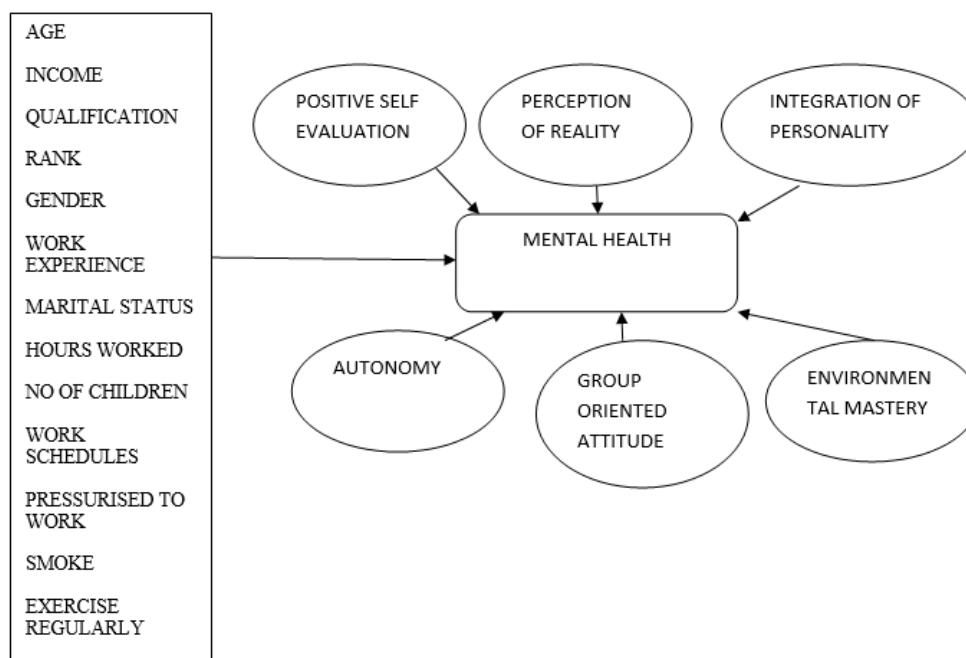 AGE
INCOME
QUALIFICATION
RANK
GENDER
WORK
EXPERIENCE
MARITAL STATUS
HOURS WORKED
NO OF CHILDREN
WORK
SCHEDULES
PRESSURISED TO
WORK
SMOKE
EXERCISE
REGULARLY
POSITIVE SELF
EVALUATION
PERCEPTION
OF REALITY
INTEGRATION OF
PERSONALITY
MENTAL HEALTH
AUTONOMY
GROUP
ORIENTED
ATTITUDE
ENVIRONMEN
TAL MASTERY